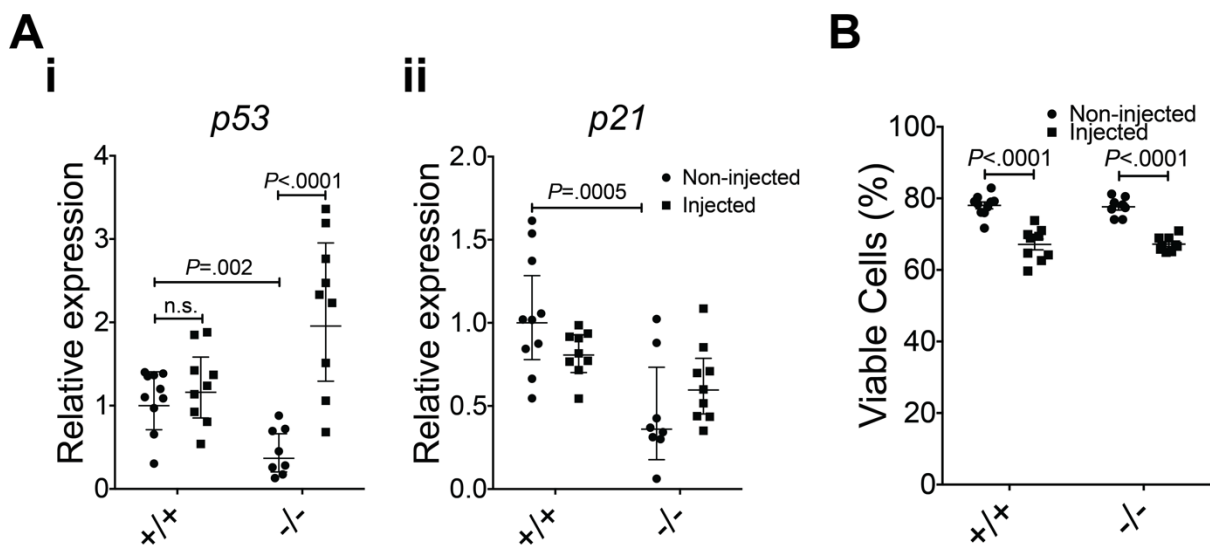 A
B
i
ii
p53
p21
Relative expression
4
3
2
1
0
P<.0001
P=.002
n.s.
+/+
-/-
Relative expression
2.0
1.5
1.0
0.5
0.0
P=.0005
Non-injected
Injected
+/+
-/-
Viable Cells (%)
100
80
60
40
20
0
Non-injected
Injected
P<.0001
P<.0001
+/+
-/-